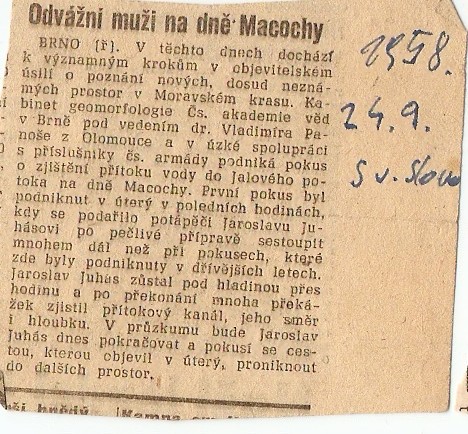 Odvážní muži na dně Macochy
BRNO (ř). V těchto dnech dochází
k významným krokům v objevitelském
úsilí o poznání nových, dosud nezná-
mých prostor v Moravském krasu. Ka-
binet geomorfologie Čs. akademie věd
v Brně pod vedením dr. Vladimíra Pa-
noše z Olomouce a v úzké spolupráci
s příslušníky čs. armády podniká pokus
o zjištění přítoku vody do Jalového po-
toka na dně Macochy. První pokus byl
podniknut v úterý v poledních hodinách,
kdy se podařilo potápěči Jaroslavu Ju-
hásovi po pečlivé přípravě sestoupit
mnohem dál než při pokusech, které
zde byly podniknuty v dřívějších letech.
Jaroslav Juhás zůstal pod hladinou přes
hodinu a po překonání mnoha překá-
žek zjistil přítokový kanál, jeho směr
i hloubku. V průzkumu bude Jaroslav
Juhás dnes pokračovat a pokusí se ces-
tou, kterou objevil v úterý, proniknout
do dalších prostor.
1958.
24.9.
Sv. Slovo
hnědý